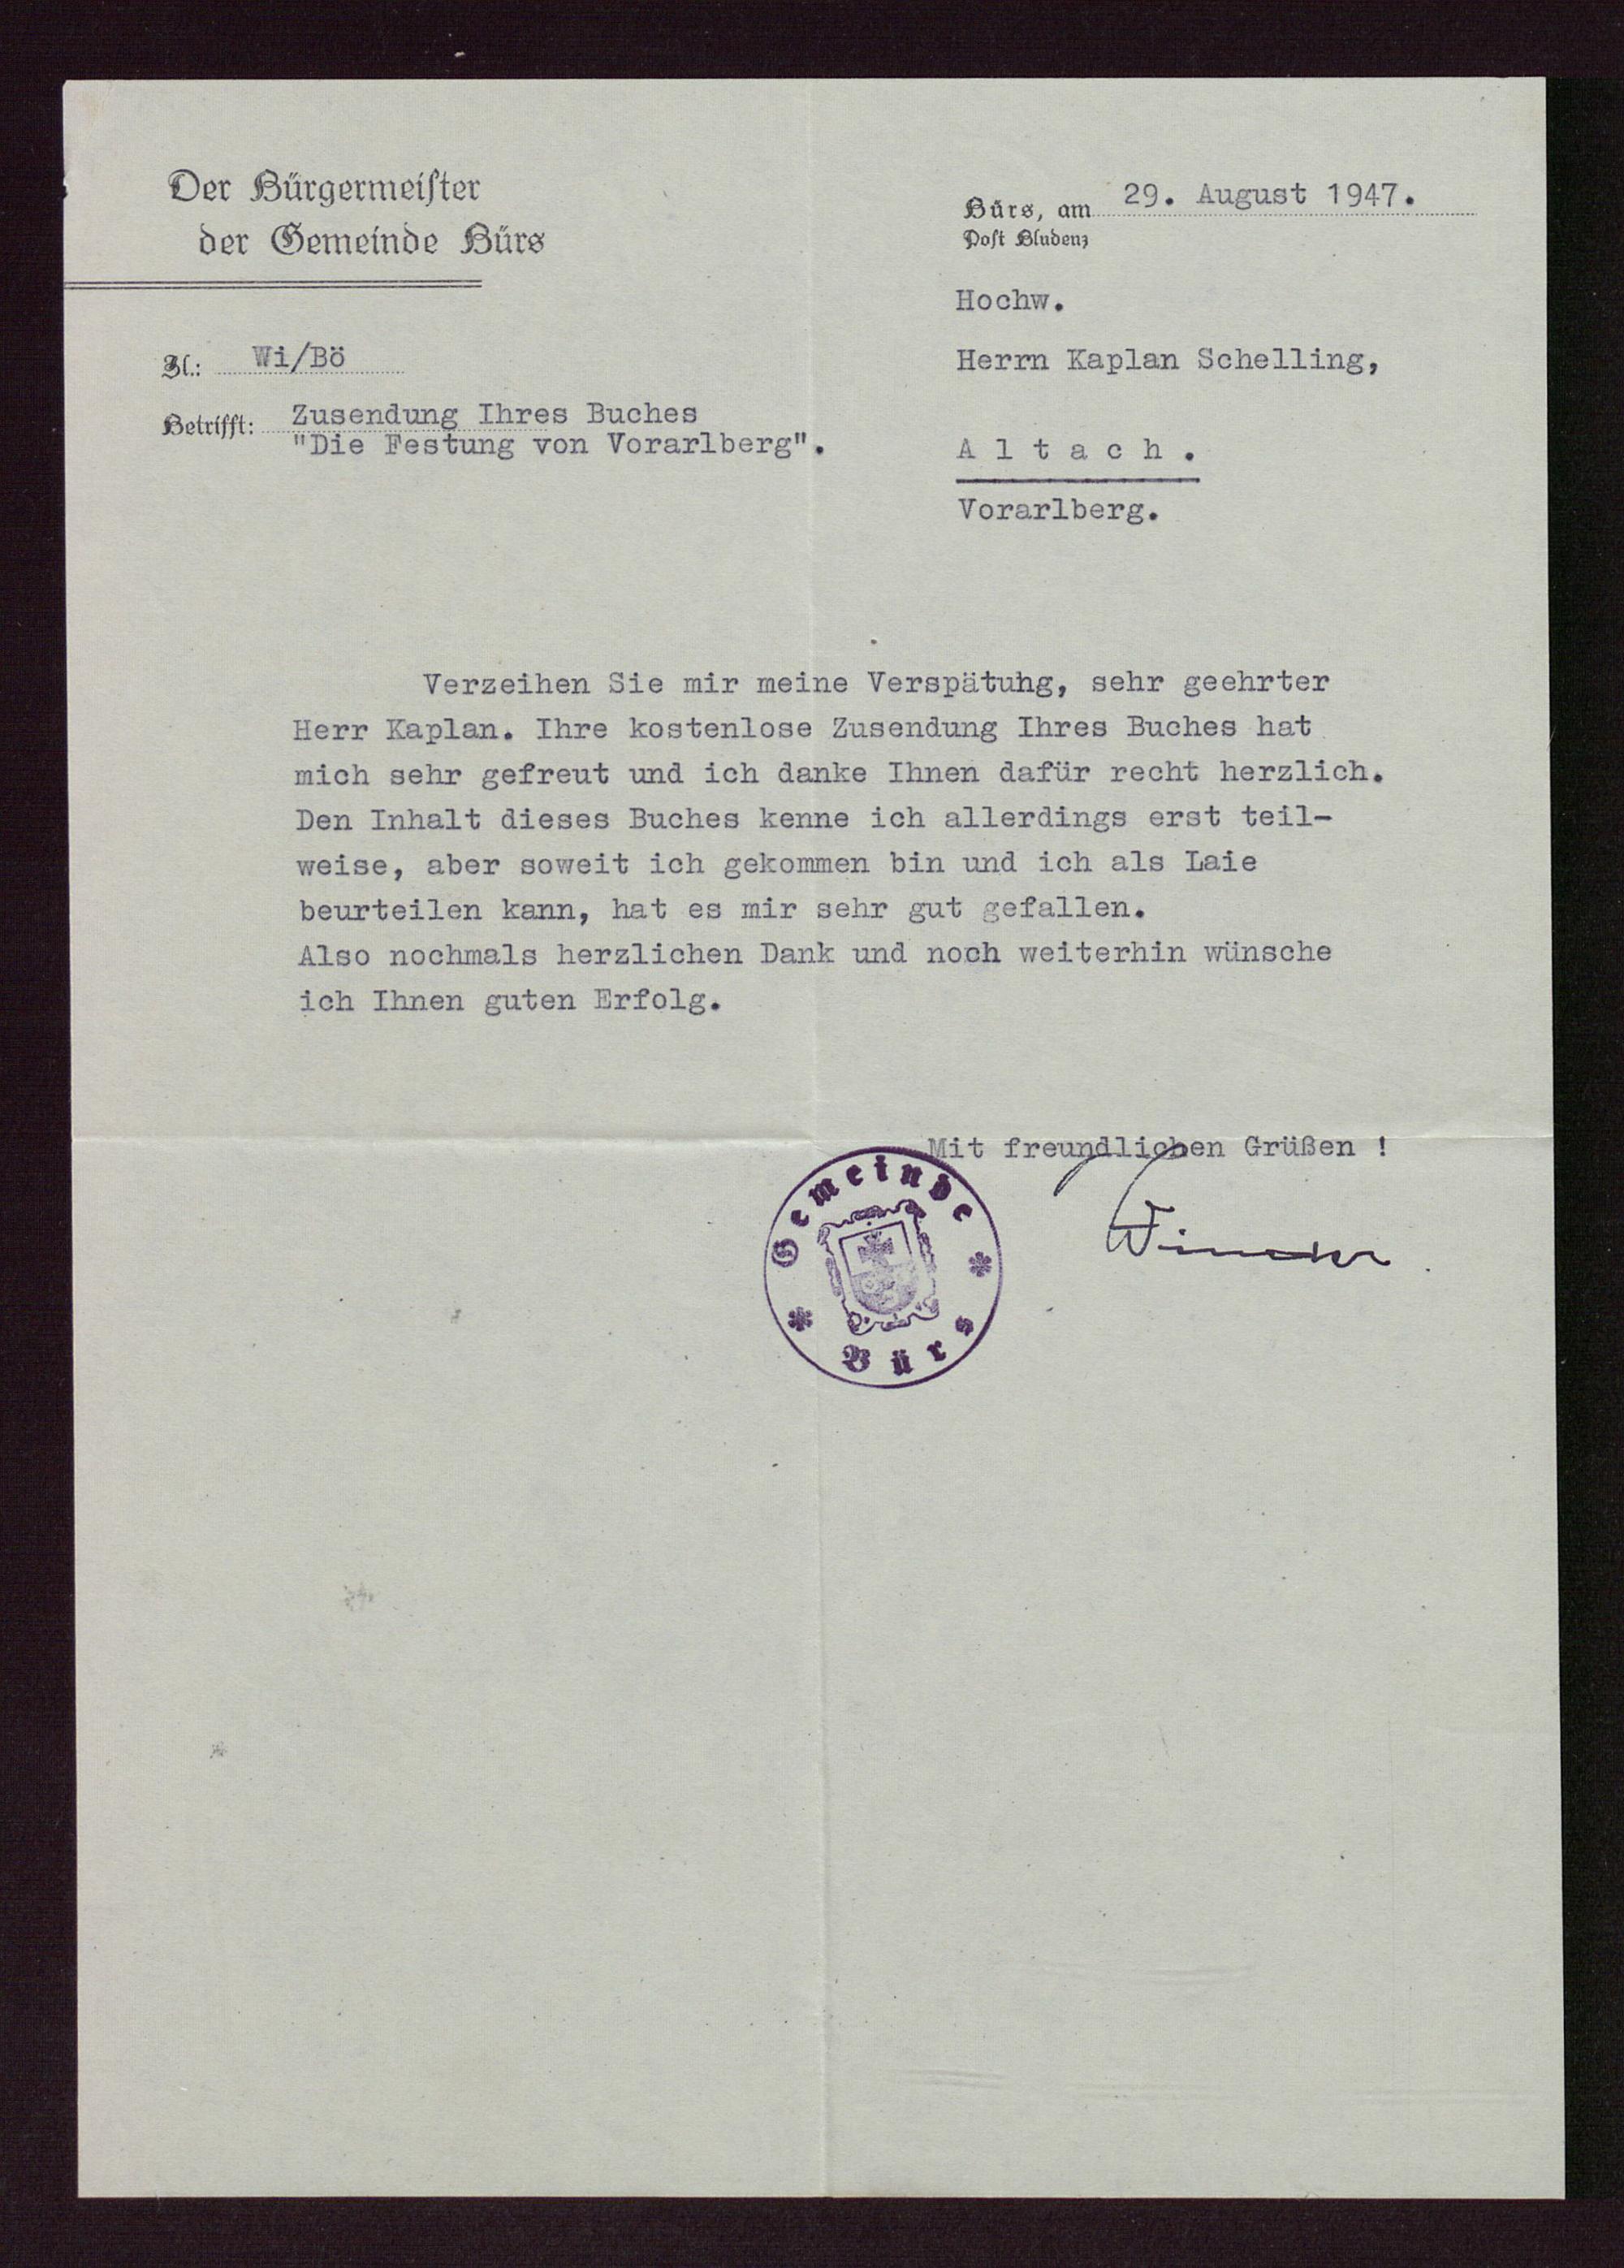 Der Bürgermeister
der Gemeinde Bürs
Bürs, am 29. August 1947.
Post Bludenz
Zl.: Wi/Bö
Betrifft: Zusendung Ihres Buches
"Die Festung von Vorarlberg".
Hochw.
Herrn Kaplan Schelling,
A l t a c h .
Vorarlberg.
Verzeihen Sie mir meine Verspätuhg, sehr geehrter
Herr Kaplan. Ihre kostenlose Zusendung Ihres Buches hat
mich sehr gefreut und ich danke Ihnen dafür recht herzlich.
Den Inhalt dieses Buches kenne ich allerdings erst teil-
weise, aber soweit ich gekommen bin und ich als Laie
beurteilen kann, hat es mir sehr gut gefallen.
Also nochmals herzlichen Dank und noch weiterhin wünsche
ich Ihnen guten Erfolg.
Mit freundlichen Grüßen !
Gemeinde
* Bürs *